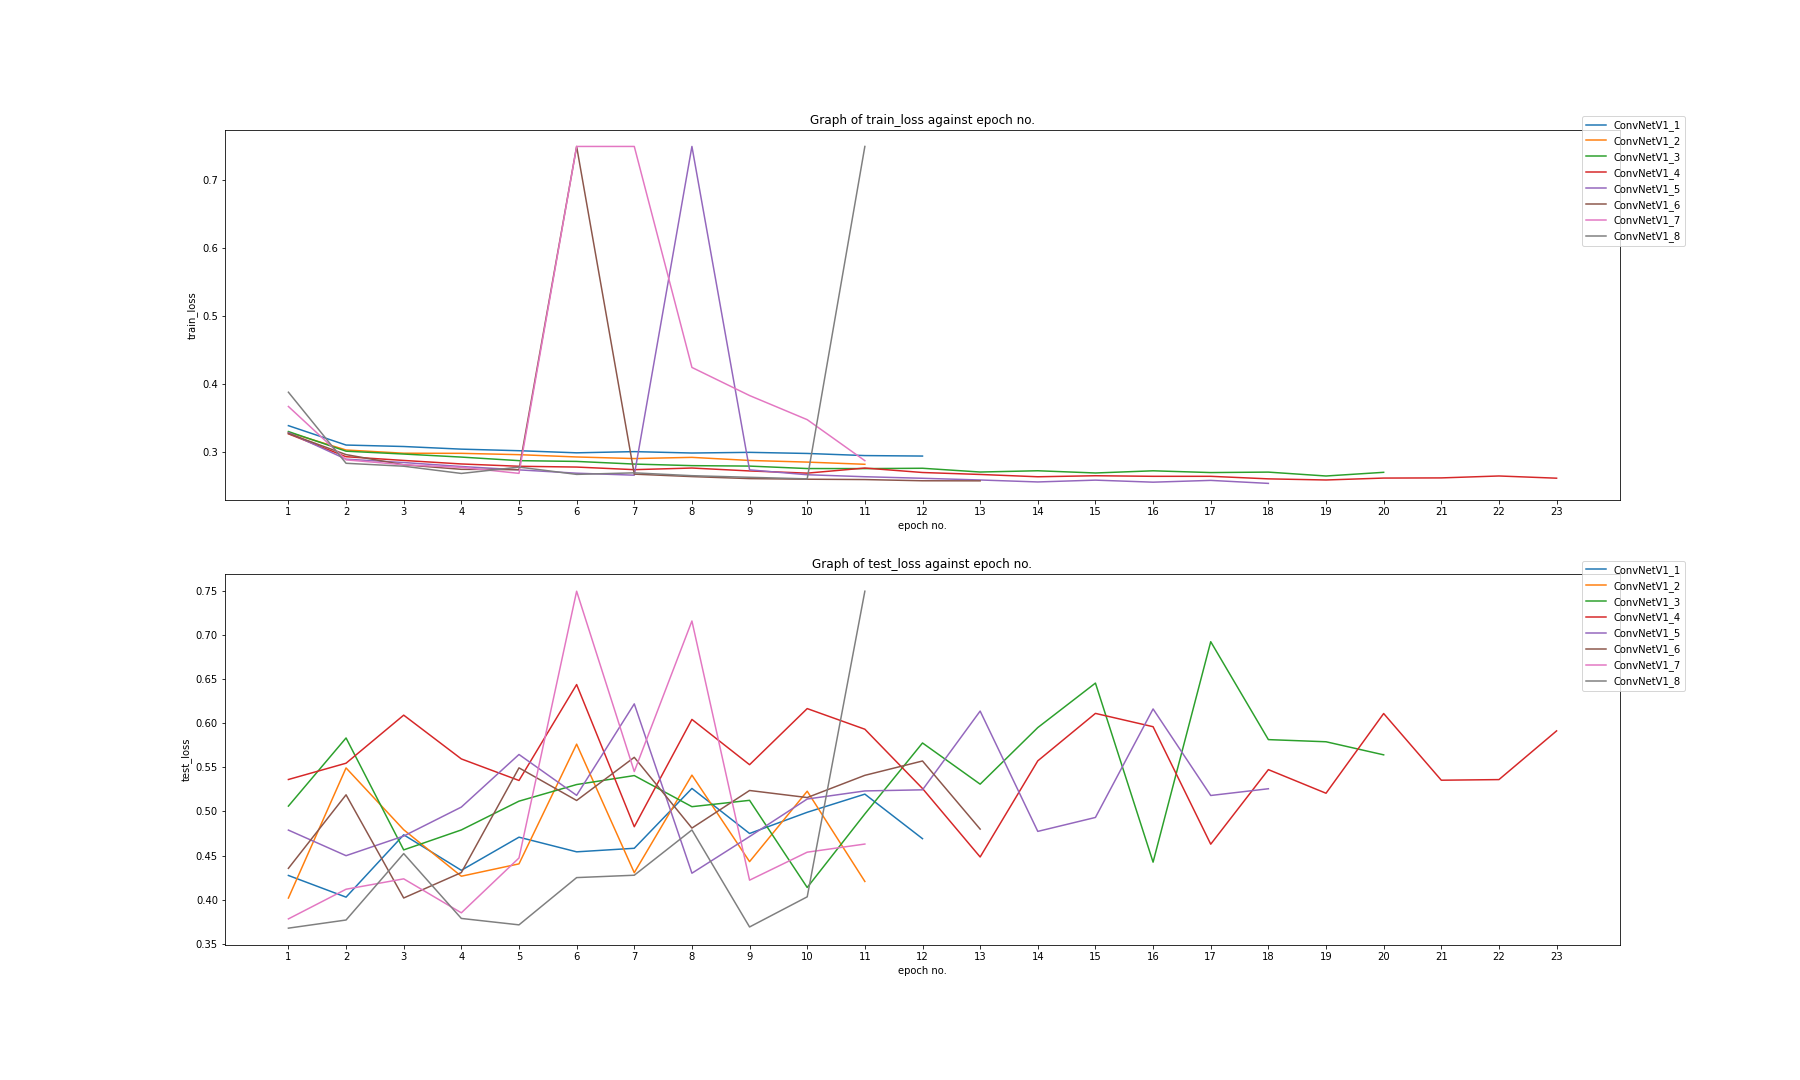 Graph of train_loss against epoch no.
ConvNetV1_1
ConvNetV1_2
ConvNetV1_3
ConvNetV1_4
ConvNetV1_5
ConvNetV1_6
ConvNetV1_7
ConvNetV1_8
0.7
0.6
0.5
0.4
0.3
train_loss
1 2 3 4 5 6 7 8 9 10 11 12 13 14 15 16 17 18 19 20 21 22 23
epoch no.
Graph of test_loss against epoch no.
ConvNetV1_1
ConvNetV1_2
ConvNetV1_3
ConvNetV1_4
ConvNetV1_5
ConvNetV1_6
ConvNetV1_7
ConvNetV1_8
0.75
0.70
0.65
0.60
0.55
0.50
0.45
0.40
0.35
test_loss
1 2 3 4 5 6 7 8 9 10 11 12 13 14 15 16 17 18 19 20 21 22 23
epoch no.